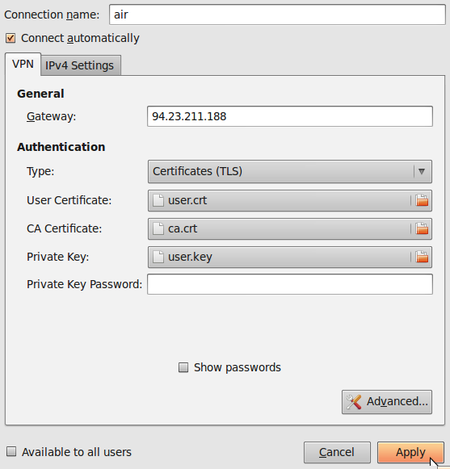 Connection name: air
Connect automatically
VPN IPv4 Settings
General
Gateway: 94.23.211.188
Authentication
Type: Certificates (TLS)
User Certificate: user.crt
CA Certificate: ca.crt
Private Key: user.key
Private Key Password:
Show passwords
Advanced...
Available to all users Cancel Apply